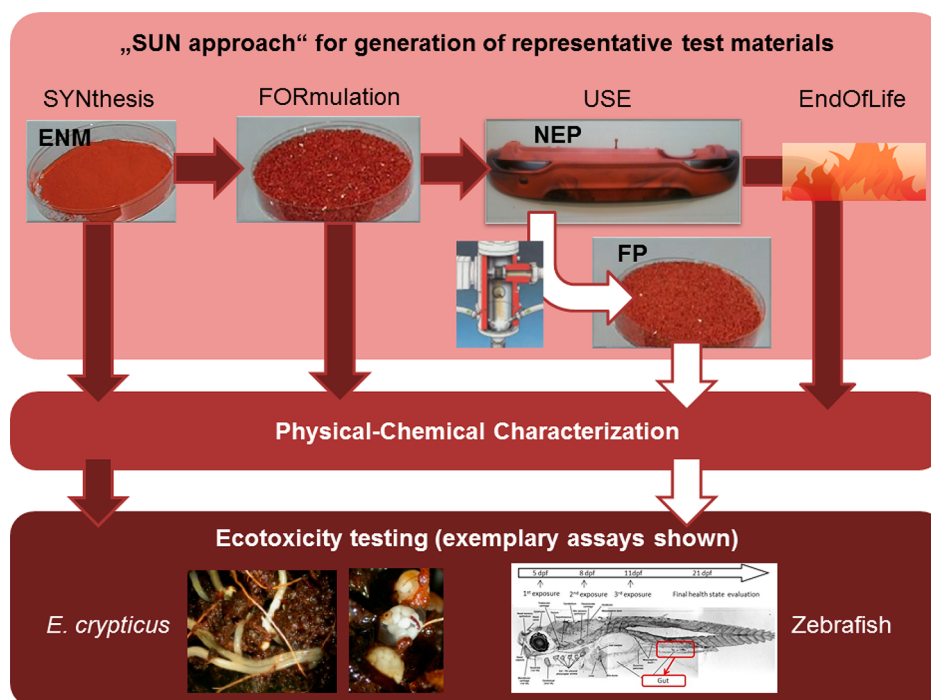 „SUN approach“ for generation of representative test materials
SYNthesis
FORmulation
USE
EndOfLife
ENM
NEP
FP
Physical-Chemical Characterization
Ecotoxicity testing (exemplary assays shown)
5 dpf
8 dpf
11dpf
21 dpf
1st exposure
2nd exposure
3rd exposure
Final health state evaluation
E. crypticus
Zebrafish
Gut